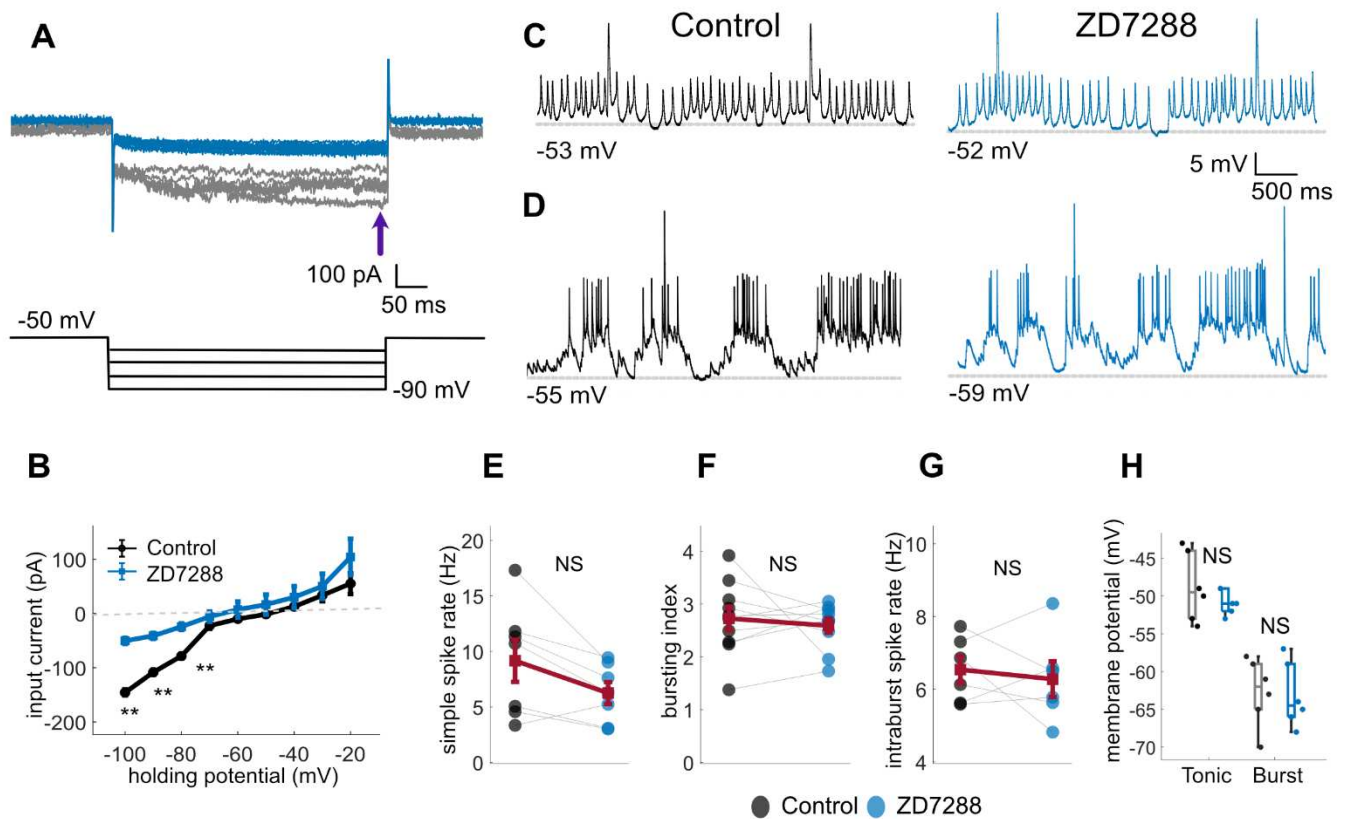 A
100 pA
50 ms
-50 mV
-90 mV
C
Control
ZD7288
-53 mV
-52 mV
5 mV
500 ms
D
-55 mV
-59 mV
B
input current (pA)
100
0
-100
-200
Control
ZD7288
**
**
**
-100
-80
-60
-40
-20
holding potential (mV)
E
simple spike rate (Hz)
20
15
10
5
0
NS
F
bursting index
4
3
2
1
0
NS
G
intraburst spike rate (Hz)
10
8
6
4
NS
H
membrane potential (mV)
-45
-50
-55
-60
-65
-70
NS
NS
Tonic
Burst
Control
ZD7288